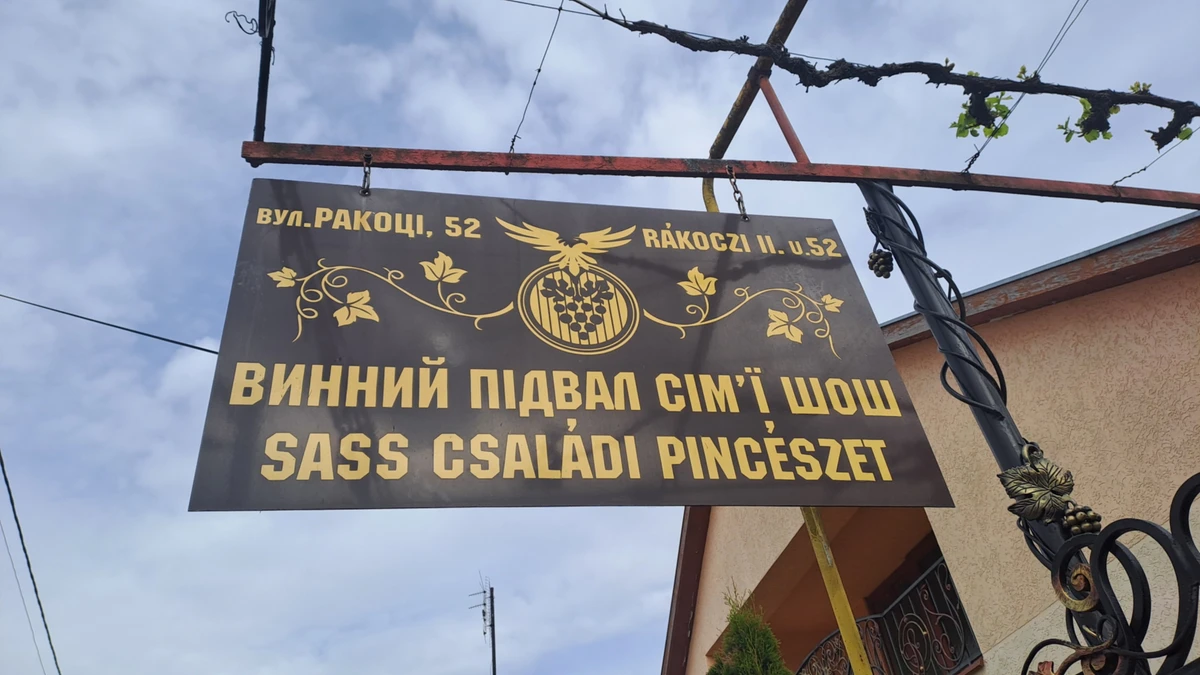 вул.РАКОЦІ, 52
RÁKOCZI II. u.52
ВИННИЙ ПІДВАЛ СІМ'Ї ШОШ
SASS CSALÁDI PINCÉSZET